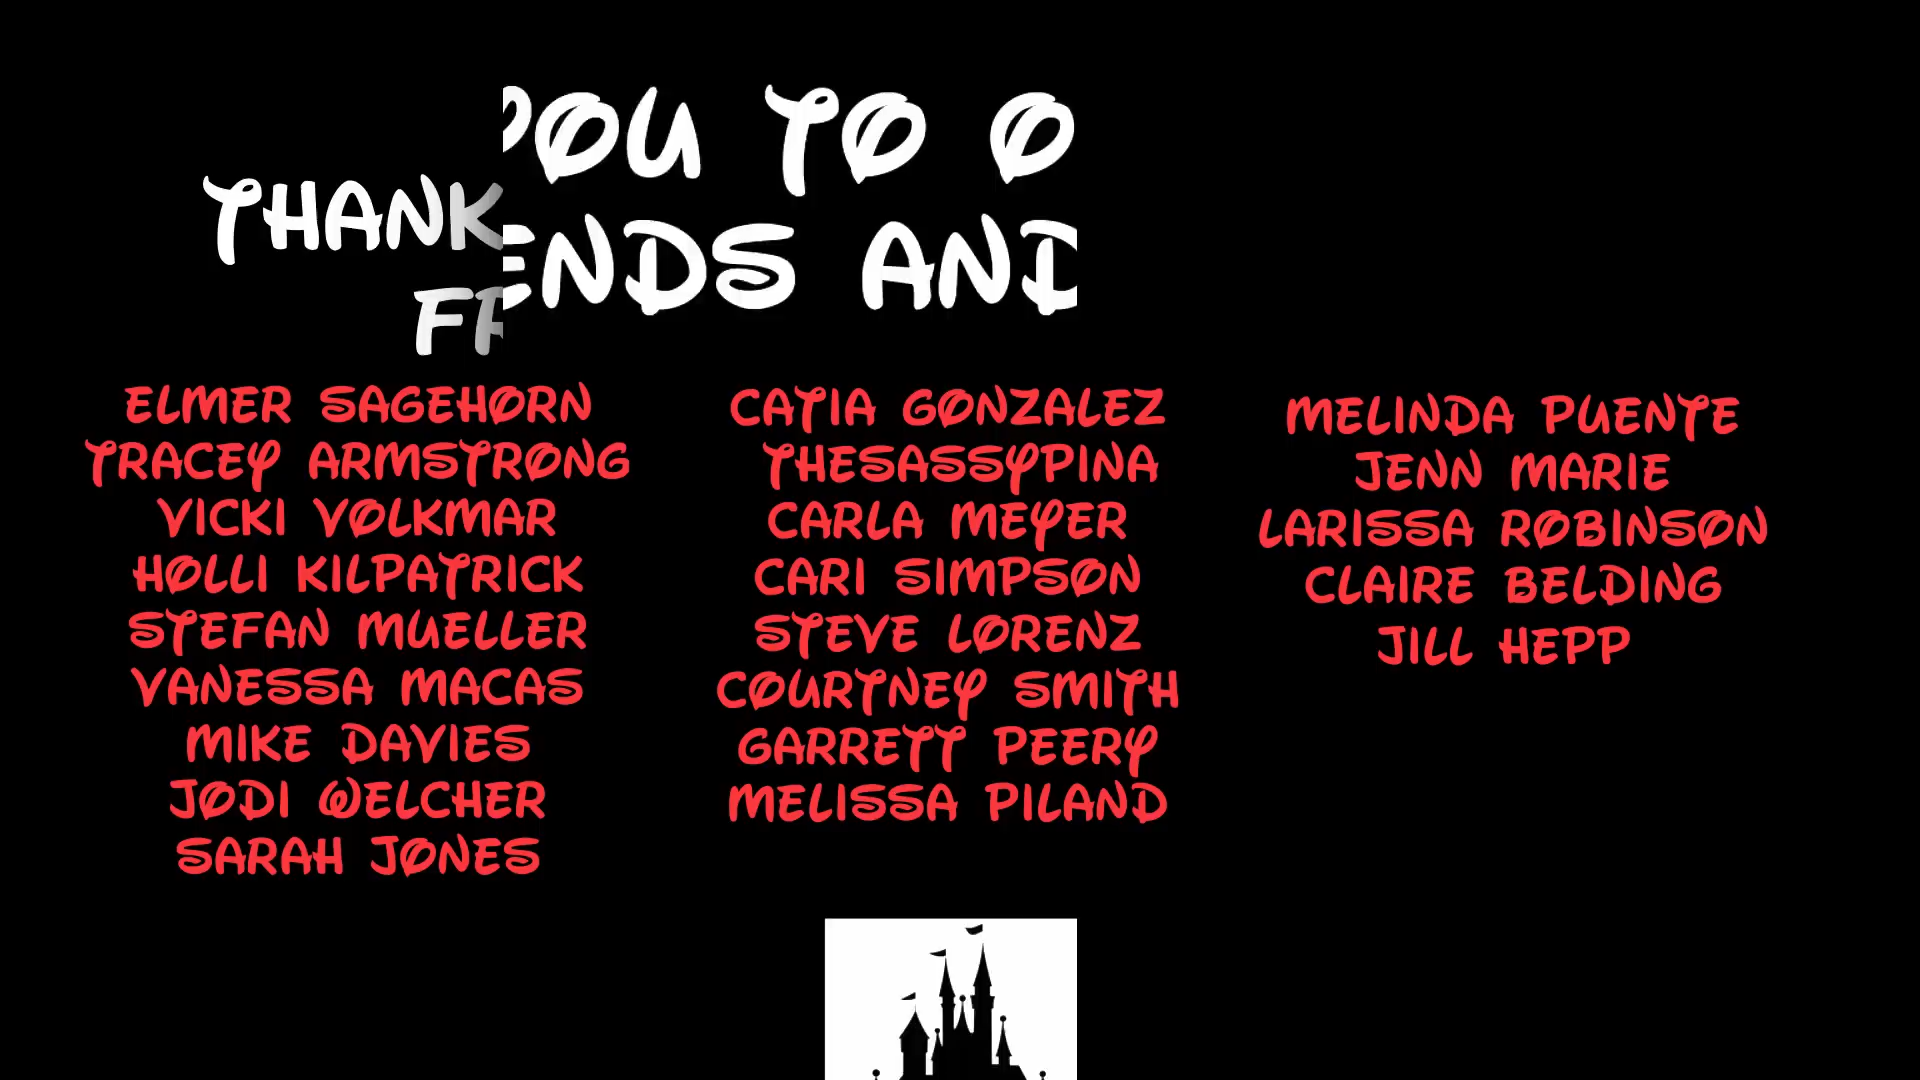 THANK YOU TO O
FRIENDS AND
ELMER SAGEHORN
TRACEY ARMSTRONG
VICKI VOLKMAR
HOLLI KILPATRICK
STEFAN MUELLER
VANESSA MACAS
MIKE DAVIES
JODI WELCHER
SARAH JONES
CATIA GONZALEZ
THESASSYPINA
CARLA MEYER
CARI SIMPSON
STEVE LORENZ
COURTNEY SMITH
GARRETT PEERY
MELISSA PILAND
MELINDA PUENTE
JENN MARIE
LARISSA ROBINSON
CLAIRE BELDING
JILL HEPP